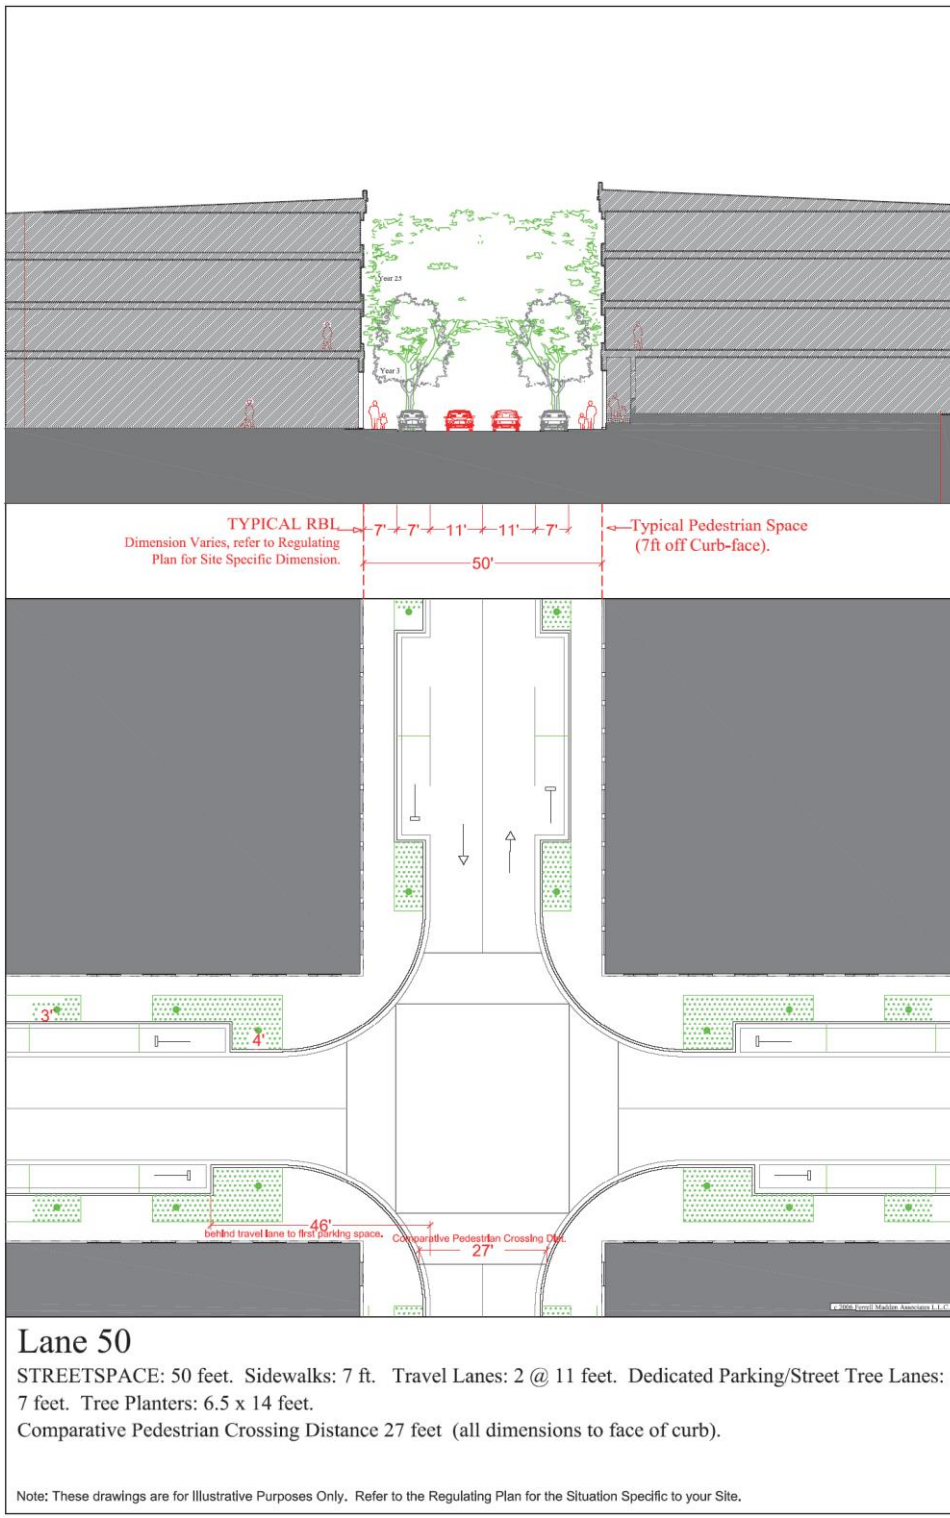 Year 25
Year 3
TYPICAL RBL
Dimension Varies, refer to Regulating
Plan for Site Specific Dimension.
7' 7' 11' 11' 7'
50'
Typical Pedestrian Space
(7ft off Curb-face).
3'
4'
46'
behind travel lane to first parking space.
Comparative Pedestrian Crossing Dist.
27'
c 2006 Ferrell Madden Associates L.L.C.
Lane 50
STREETSPACE: 50 feet. Sidewalks: 7 ft. Travel Lanes: 2 @ 11 feet. Dedicated Parking/Street Tree Lanes:
7 feet. Tree Planters: 6.5 x 14 feet.
Comparative Pedestrian Crossing Distance 27 feet (all dimensions to face of curb).
Note: These drawings are for Illustrative Purposes Only. Refer to the Regulating Plan for the Situation Specific to your Site.